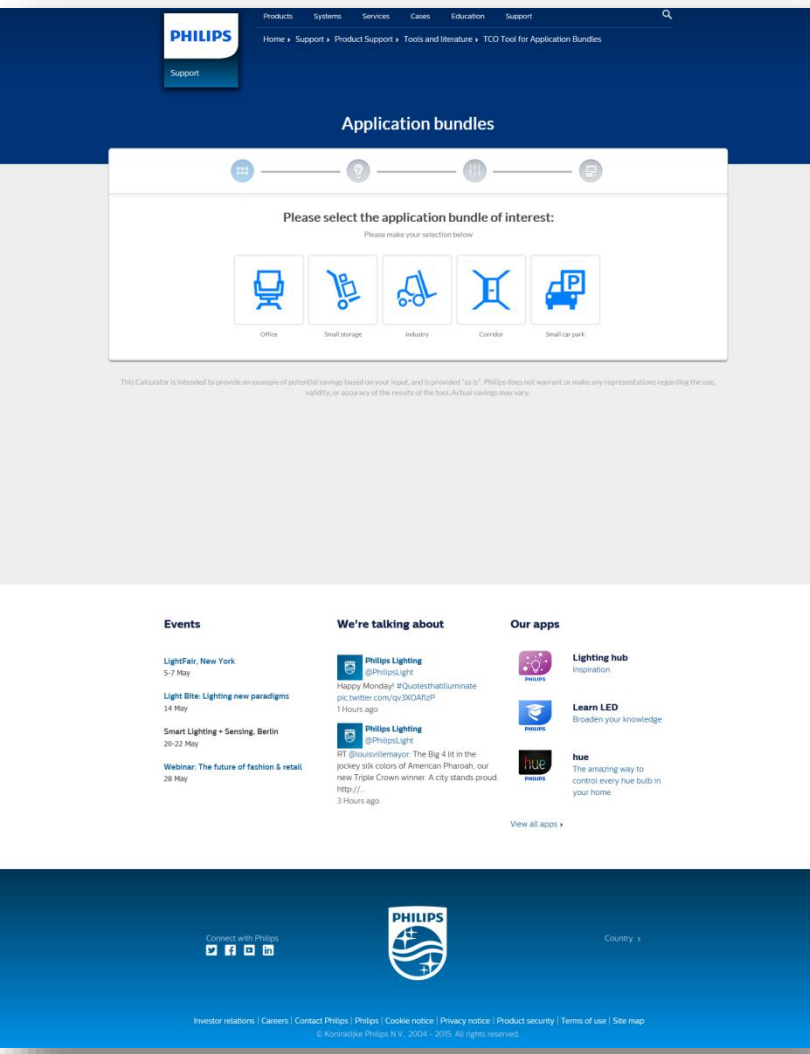 Products Systems Services Cases Education Support
PHILIPS
Home › Support › Product Support › Tools and literature › TCO Tool for Application Bundles
Support
Application bundles
Please select the application bundle of interest:
Please make your selection below
P
Office Small storage Industry Corridor Small car park
This Calculator is intended to provide an example of potential savings based on your input, and is provided "as is". Philips does not warrant or make any representations regarding the use,
validity, or accuracy of the results of the tool. Actual savings may vary.
Events
LightFair, New York
5-7 May
Light Bite: Lighting new paradigms
14 May
Smart Lighting + Sensing, Berlin
20-22 May
Webinar: The future of fashion & retail
28 May
We're talking about
Philips Lighting
@PhilipsLight
Happy Monday! #Quotesthatilluminate
pic.twitter.com/qv3XOAfIzP
1 Hours ago
Philips Lighting
@PhilipsLight
RT @louisvillemayor: The Big 4 lit in the
jockey silk colors of American Pharoah, our
new Triple Crown winner. A city stands proud.
http://...
3 Hours ago
Our apps
PHILIPS
Lighting hub
Inspiration
PHILIPS
Learn LED
Broaden your knowledge
hue
PHILIPS
hue
The amazing way to
control every hue bulb in
your home
View all apps ›
Connect with Philips
PHILIPS
Country ›
Investor relations | Careers | Contact Philips | Philips | Cookie notice | Privacy notice | Product security | Terms of use | Site map
© Koninklijke Philips N.V., 2004 - 2015. All rights reserved.